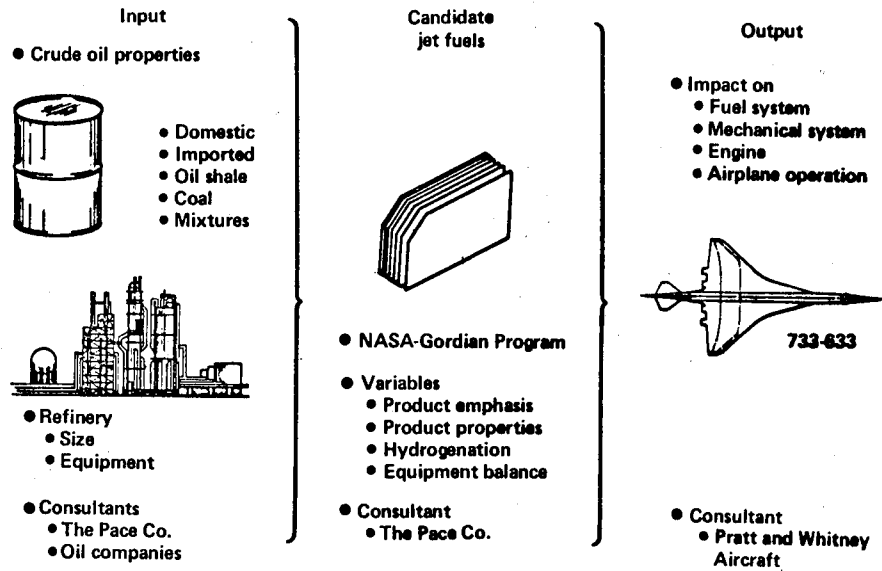 Input
● Crude oil properties
● Domestic
● Imported
● Oil shale
● Coal
● Mixtures
● Refinery
● Size
● Equipment
● Consultants
● The Pace Co.
● Oil companies
Candidate
jet fuels
● NASA-Gordian Program
● Variables
● Product emphasis
● Product properties
● Hydrogenation
● Equipment balance
● Consultant
● The Pace Co.
Output
● Impact on
● Fuel system
● Mechanical system
● Engine
● Airplane operation
733-633
● Consultant
● Pratt and Whitney
Aircraft